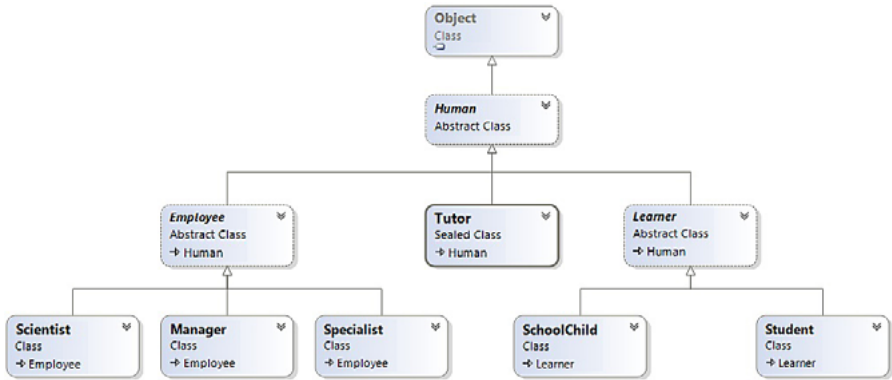 Object
Class
Human
Abstract Class
Employee
Abstract Class
Human
Tutor
Sealed Class
Human
Learner
Abstract Class
Human
Scientist
Class
Employee
Manager
Class
Employee
Specialist
Class
Employee
SchoolChild
Class
Learner
Student
Class
Learner